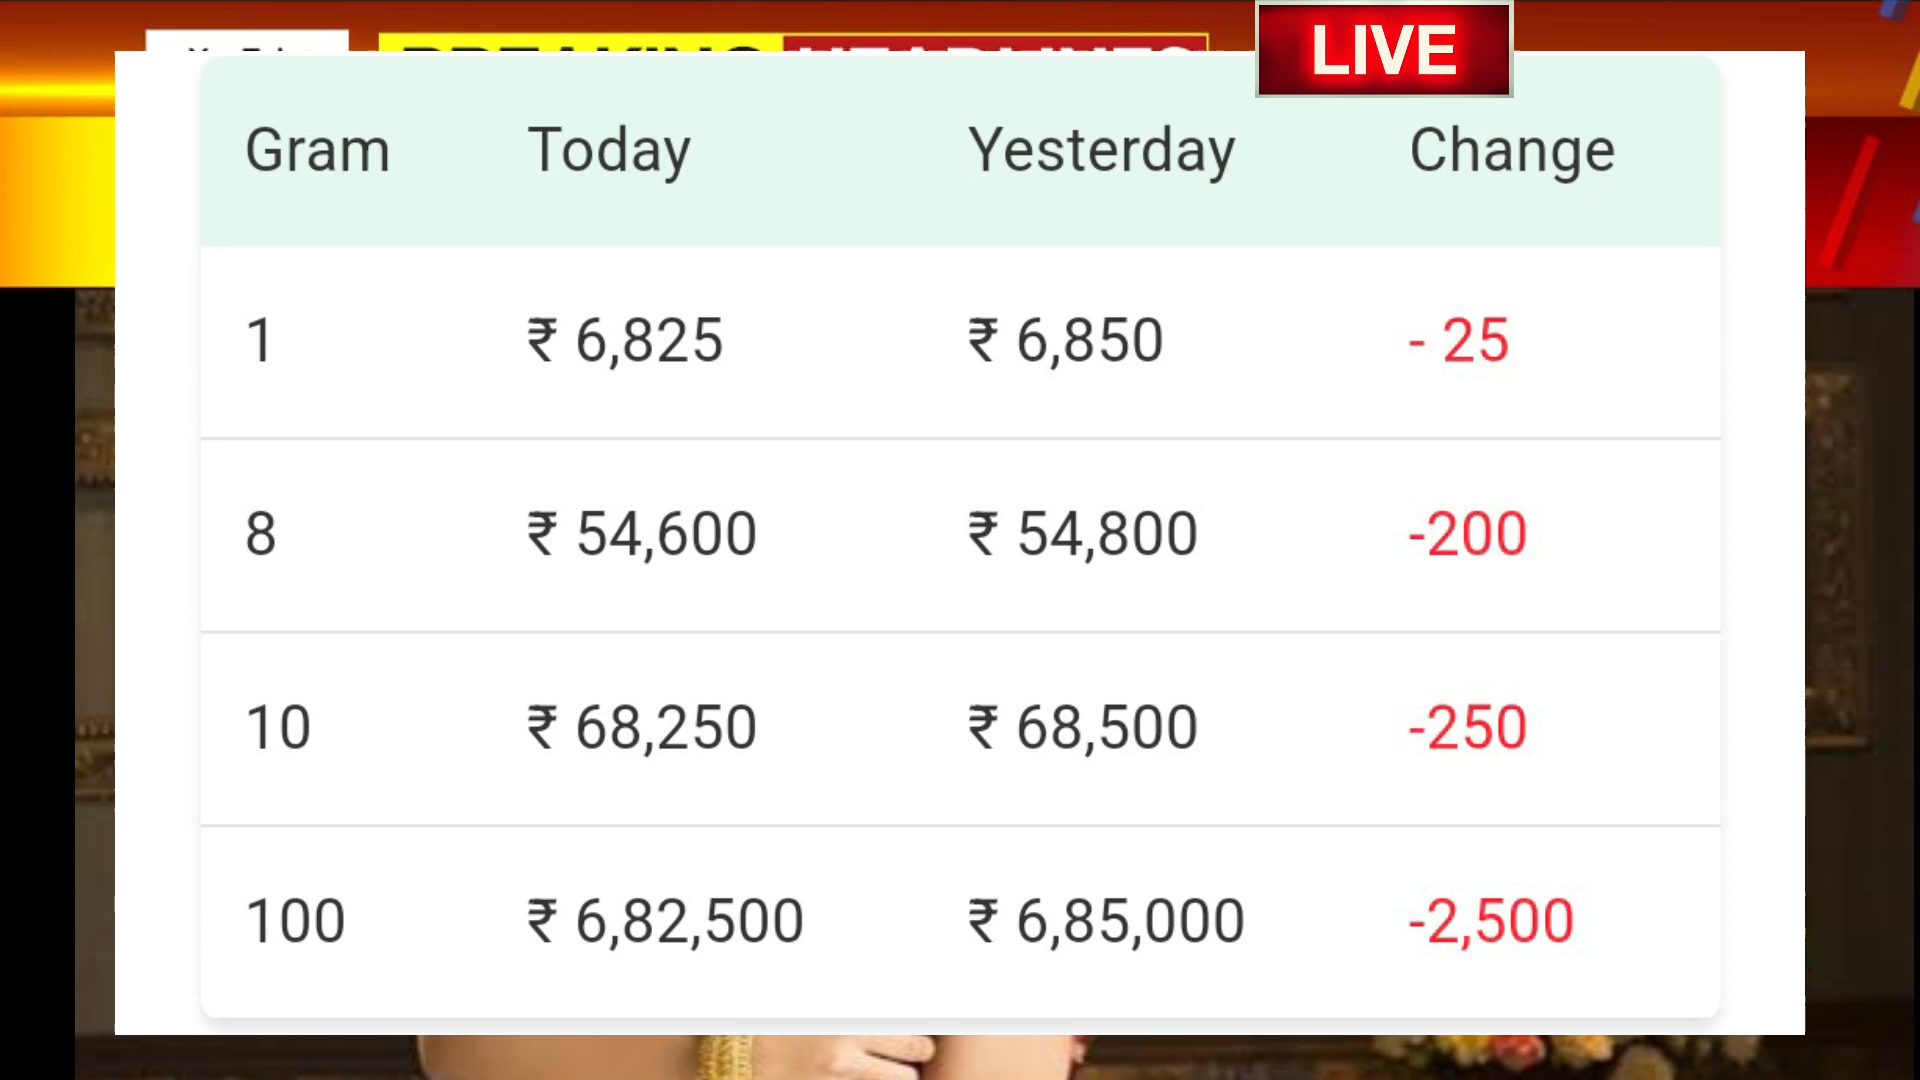 LIVE
Gram Today Yesterday Change
1 ₹ 6,825 ₹ 6,850 - 25
8 ₹ 54,600 ₹ 54,800 -200
10 ₹ 68,250 ₹ 68,500 -250
100 ₹ 6,82,500 ₹ 6,85,000 -2,500